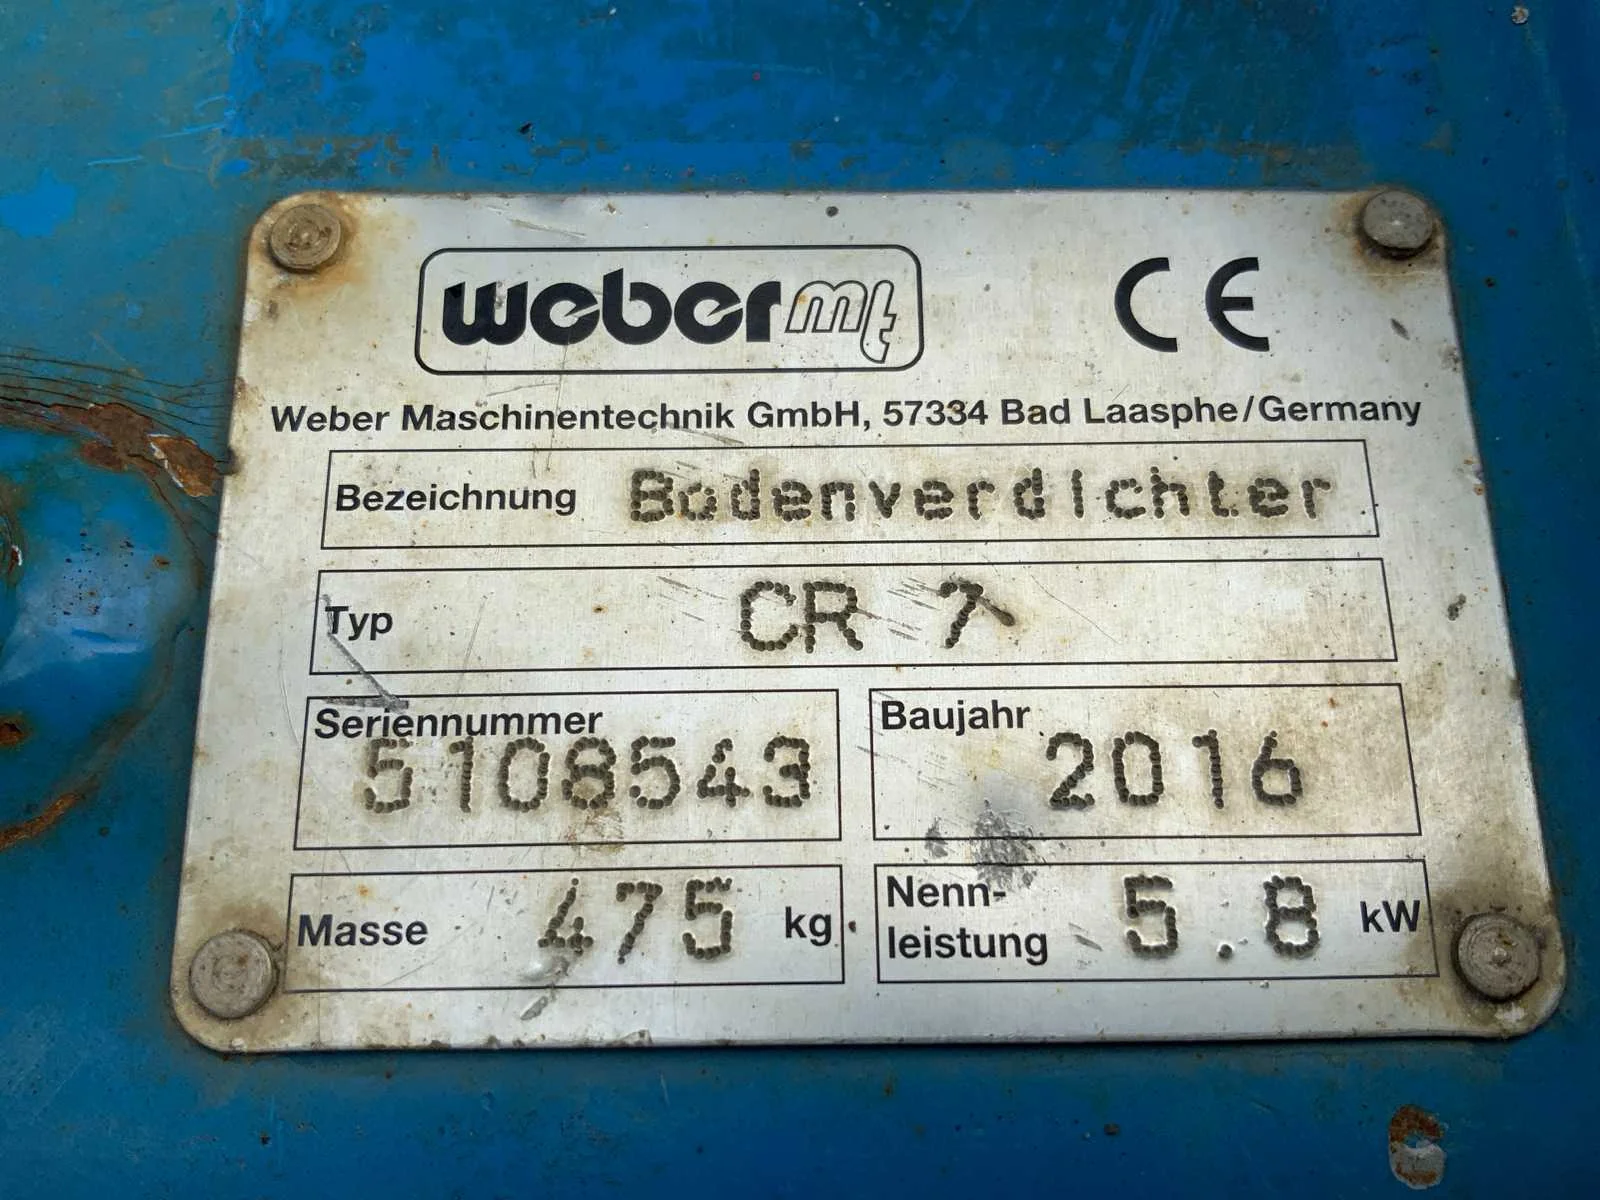 weber mt CE
Weber Maschinentechnik GmbH, 57334 Bad Laasphe/Germany
Bezeichnung Bodenverdichter
Typ CR 7
Seriennummer Baujahr
5108543 2016
Masse 475 kg
Nenn-
leistung 5.8 kW